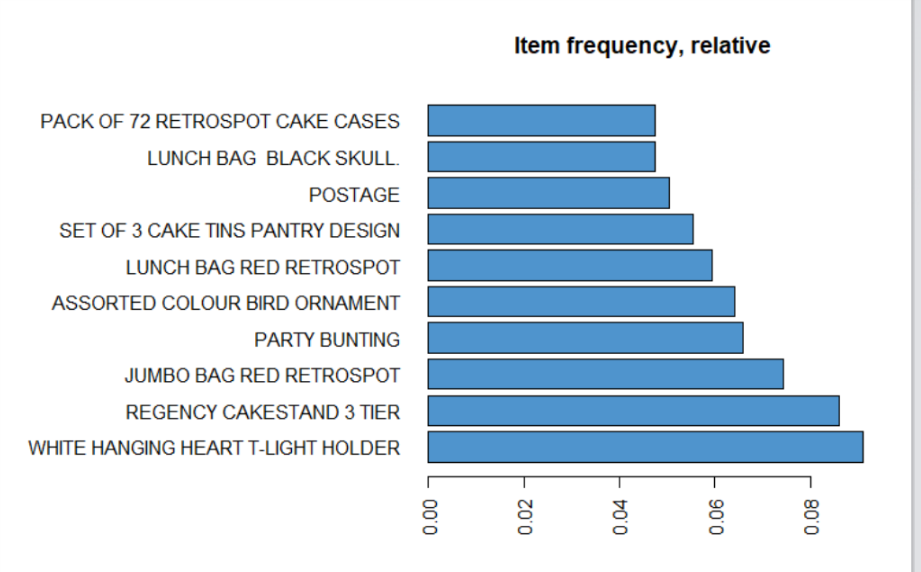 Item frequency, relative
PACK OF 72 RETROSPOT CAKE CASES
LUNCH BAG  BLACK SKULL.
POSTAGE
SET OF 3 CAKE TINS PANTRY DESIGN
LUNCH BAG RED RETROSPOT
ASSORTED COLOUR BIRD ORNAMENT
PARTY BUNTING
JUMBO BAG RED RETROSPOT
REGENCY CAKESTAND 3 TIER
WHITE HANGING HEART T-LIGHT HOLDER
0.00
0.02
0.04
0.06
0.08